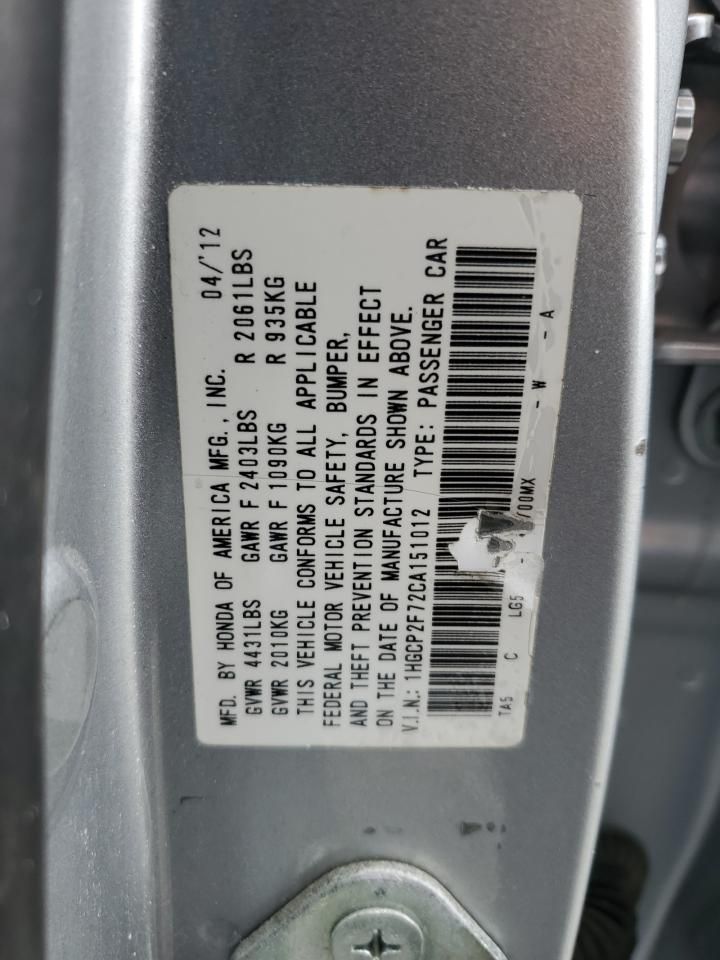 MFD. BY HONDA OF AMERICA MFG., INC. 04/'12
GVWR 4431LBS GAWR F 2403LBS R 2061LBS
GVWR 2010KG GAWR F 1090KG R 935KG
THIS VEHICLE CONFORMS TO ALL APPLICABLE
FEDERAL MOTOR VEHICLE SAFETY, BUMPER,
AND THEFT PREVENTION STANDARDS IN EFFECT
ON THE DATE OF MANUFACTURE SHOWN ABOVE.
V.I.N.: 1HGCP2F72CA151012 TYPE: PASSENGER CAR
TA5 C LG5 - 700MX - W - A